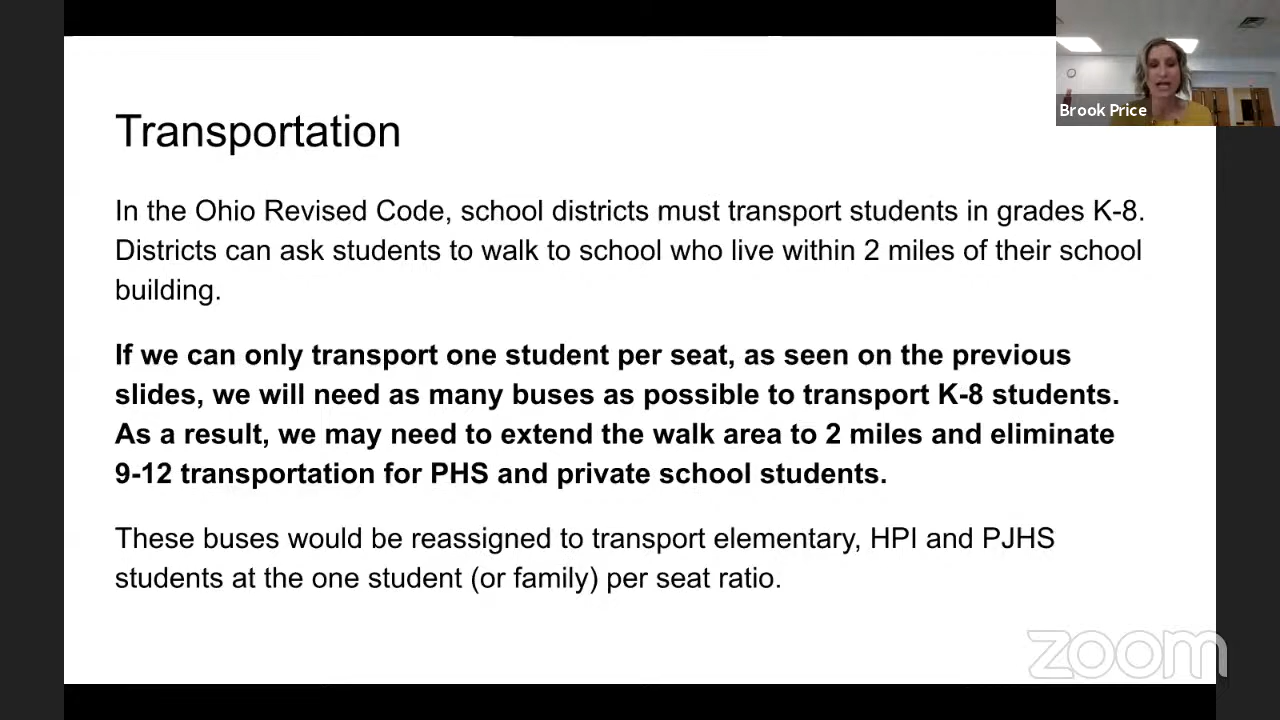 Brook Price
Transportation
In the Ohio Revised Code, school districts must transport students in grades K-8.
Districts can ask students to walk to school who live within 2 miles of their school
building.
If we can only transport one student per seat, as seen on the previous
slides, we will need as many buses as possible to transport K-8 students.
As a result, we may need to extend the walk area to 2 miles and eliminate
9-12 transportation for PHS and private school students.
These buses would be reassigned to transport elementary, HPI and PJHS
students at the one student (or family) per seat ratio.
zoom